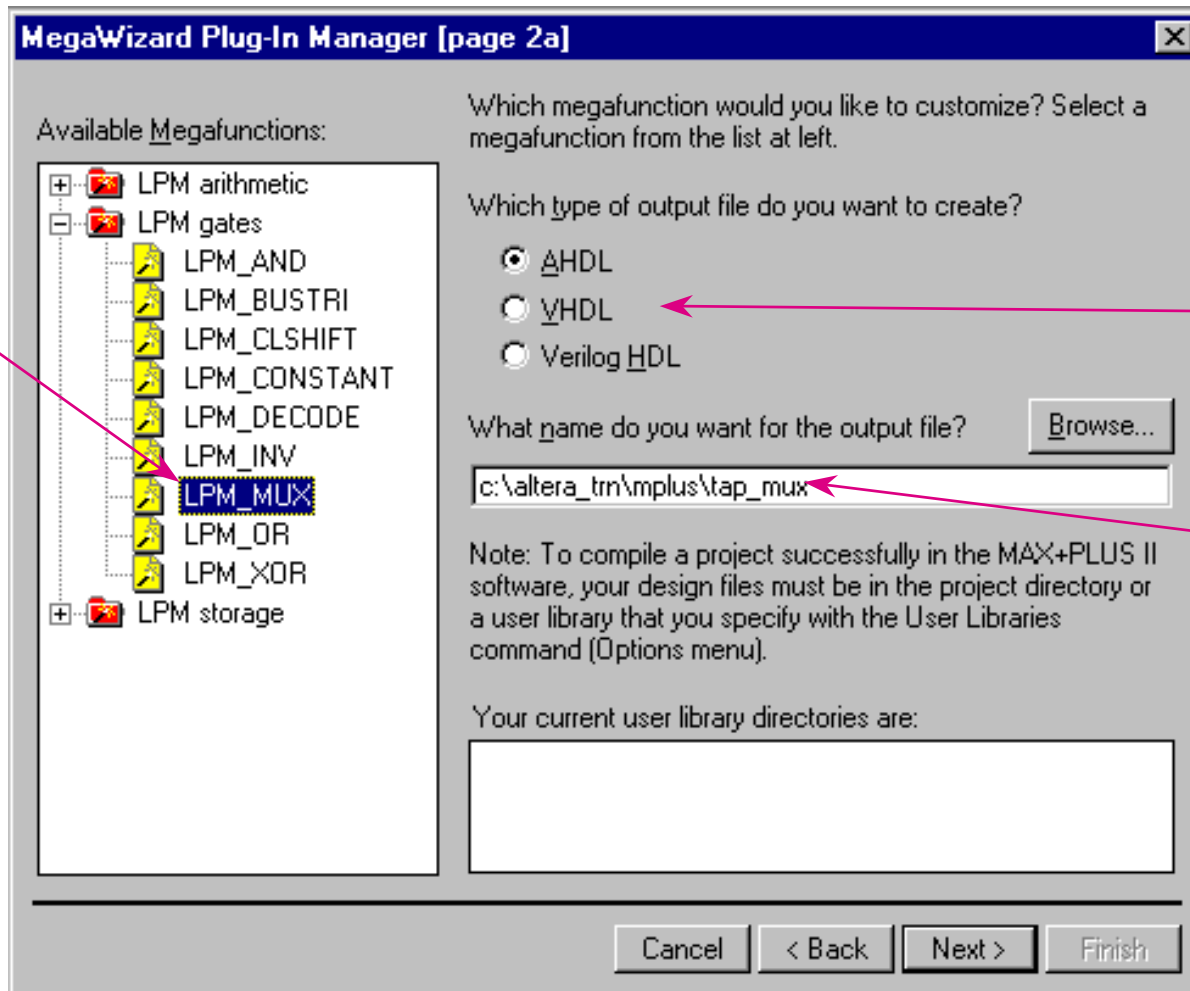 MegaWizard Plug-In Manager [page 2a]
Available Megafunctions:
LPM arithmetic
LPM gates
LPM_AND
LPM_BUSTRI
LPM_CLSHIFT
LPM_CONSTANT
LPM_DECODE
LPM_INV
LPM_MUX
LPM_OR
LPM_XOR
LPM storage
Which megafunction would you like to customize? Select a
megafunction from the list at left.
Which type of output file do you want to create?
AHDL
VHDL
Verilog HDL
What name do you want for the output file?
Browse...
c:\altera_trn\mplus\tap_mux
Note: To compile a project successfully in the MAX+PLUS II
software, your design files must be in the project directory or
a user library that you specify with the User Libraries
command (Options menu).
Your current user library directories are:
Cancel
< Back
Next >
Finish